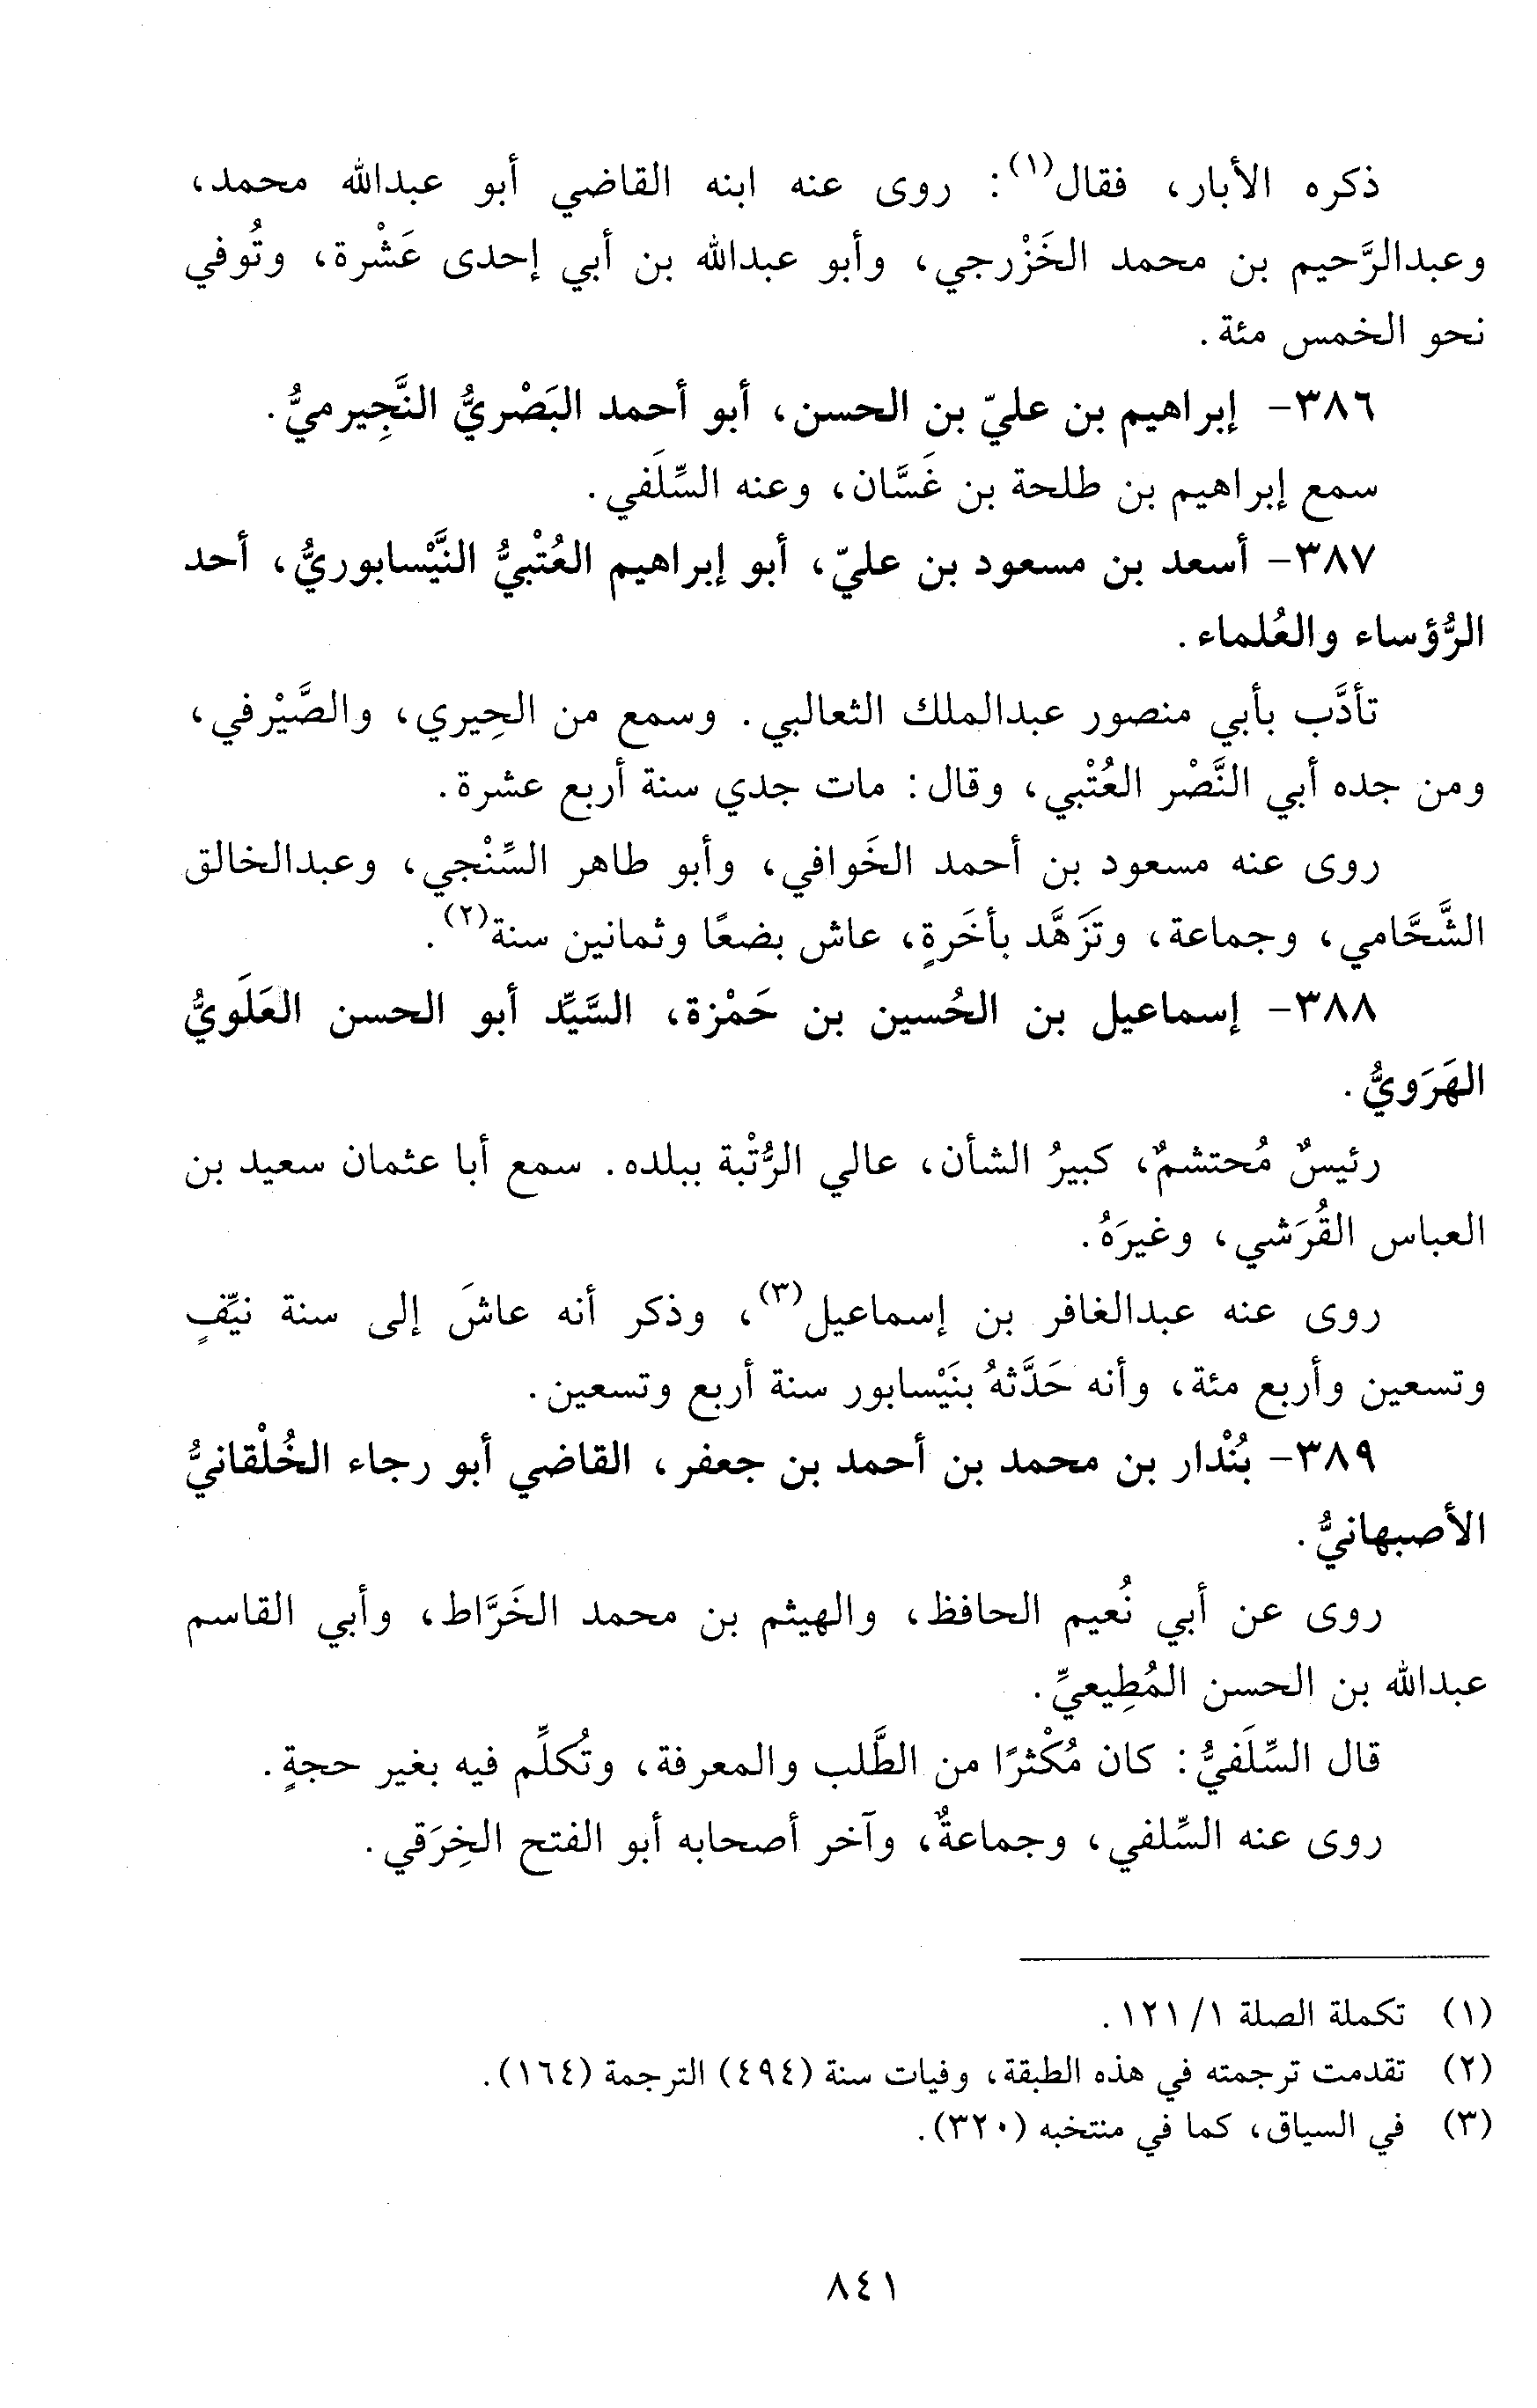 ذكره الأبار، فقال(١): روى عنه ابنه القاضي أبو عبدالله محمد،
وعبدالرَّحيم بن محمد الخَزْرجي، وأبو عبدالله بن أبي إحدى عَشْرة، وتُوفي
نحو الخمس مئة.
٣٨٦- إبراهيم بن عليّ بن الحسن، أبو أحمد البَصْريُّ النَّجِيرميُّ.
سمع إبراهيم بن طلحة بن غَسَّان، وعنه السِّلَفي.
٣٨٧- أسعد بن مسعود بن عليّ، أبو إبراهيم العُتْبيُّ النَّيْسابوريُّ، أحد
الرُّؤساء والعُلماء.
تأدَّب بأبي منصور عبدالملك الثعالبي. وسمع من الحِيري، والصَّيْرفي،
ومن جده أبي النَّصْر العُتْبي، وقال: مات جدي سنة أربع عشرة.
روى عنه مسعود بن أحمد الخَوافي، وأبو طاهر السِّنْجي، وعبدالخالق
الشَّحَّامي، وجماعة، وتَزَهَّد بأخَرةٍ، عاش بضعًا وثمانين سنة(٢).
٣٨٨- إسماعيل بن الحُسين بن حَمْزة، السَّيِّد أبو الحسن العَلَويُّ
الهَرَويُّ.
رئيسٌ مُحتشمٌ، كبيرُ الشأن، عالي الرُّتْبة ببلده. سمع أبا عثمان سعيد بن
العباس القُرَشي، وغيرَهُ.
روى عنه عبدالغافر بن إسماعيل(٣)، وذكر أنه عاشَ إلى سنة نيِّفٍ
وتسعين وأربع مئة، وأنه حَدَّثهُ بنَيْسابور سنة أربع وتسعين.
٣٨٩- بُنْدار بن محمد بن أحمد بن جعفر، القاضي أبو رجاء الخُلْقانيُّ
الأصبهانيُّ.
روى عن أبي نُعيم الحافظ، والهيثم بن محمد الخَرَّاط، وأبي القاسم
عبدالله بن الحسن المُطِيعيِّ.
قال السِّلَفيُّ: كان مُكْثرًا من الطَّلب والمعرفة، وتُكلِّم فيه بغير حجةٍ.
روى عنه السِّلفي، وجماعةٌ، وآخر أصحابه أبو الفتح الخِرَقي.
(١) تكملة الصلة ١/ ١٢١.
(٢) تقدمت ترجمته في هذه الطبقة، وفيات سنة (٤٩٤) الترجمة (١٦٤).
(٣) في السياق، كما في منتخبه (٣٢٠).
٨٤١